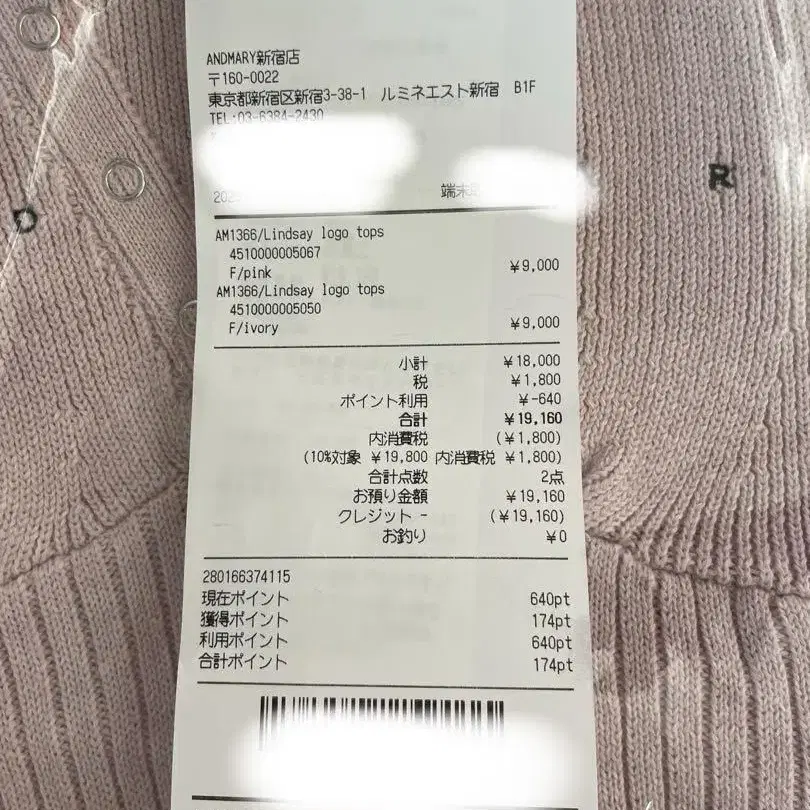 ANDMARY新宿店
〒160-0022
東京都新宿区新宿3-38-1 ルミネエスト新宿 B1F
TEL:03-6384-2430
端末
R
AM1366/Lindsay logo tops
4510000005067
F/pink ¥9,000
AM1366/Lindsay logo tops
4510000005050
F/ivory ¥9,000
小計 ¥18,000
税 ¥1,800
ポイント利用 ¥-640
合計 ¥19,160
内消費税 (¥1,800)
(10%対象 ¥19,800 内消費税 ¥1,800)
合計点数 2点
お預り金額 ¥19,160
クレジット - (¥19,160)
お釣り ¥0
280166374115
現在ポイント 640pt
獲得ポイント 174pt
利用ポイント 640pt
合計ポイント 174pt